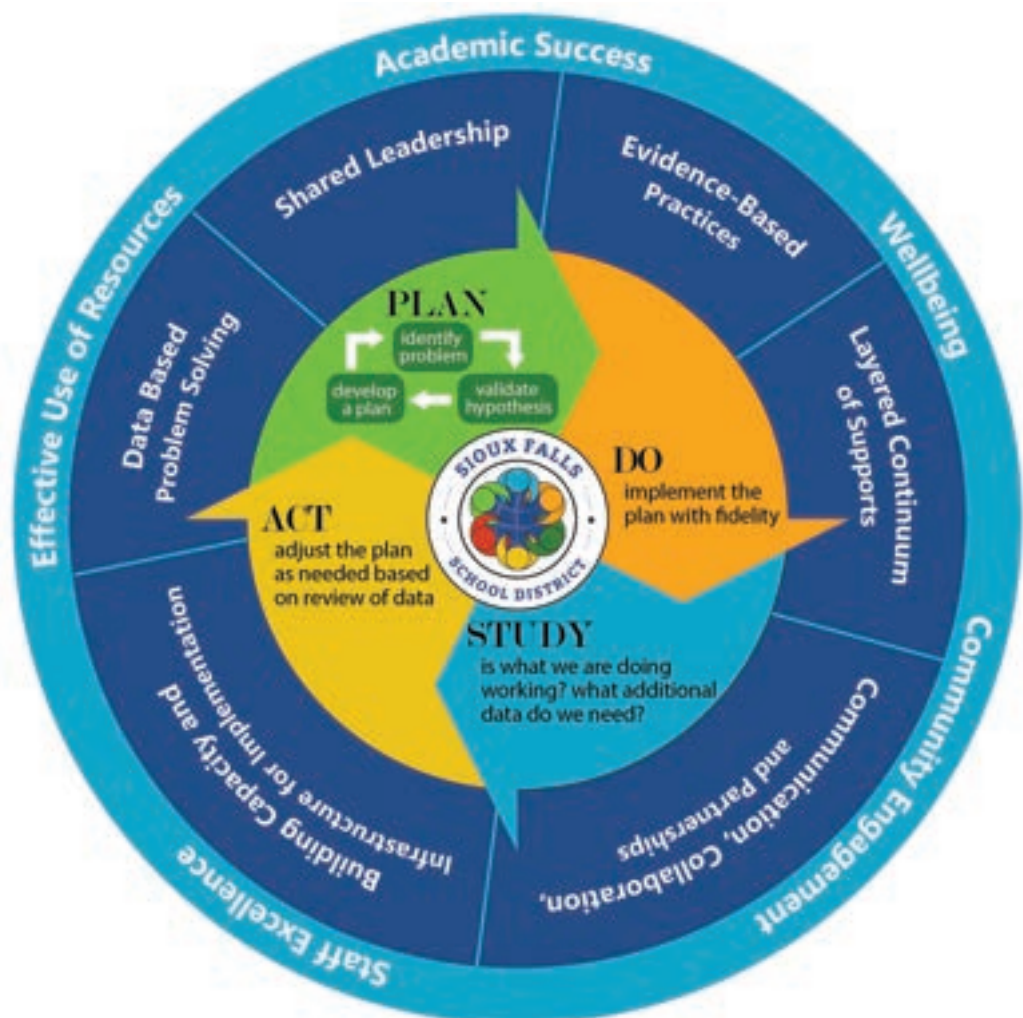 Academic Success
Wellbeing
Community Engagement
Staff Excellence
Effective Use of Resources
Shared Leadership
Evidence-Based
Practices
Layered Continuum
of Supports
Communication, Collaboration,
and Partnerships
Building Capacity and
Infrastructure for Implementation
Data Based
Problem Solving
PLAN
identify
problem
validate
hypothesis
develop
a plan
DO
implement the
plan with fidelity
STUDY
is what we are doing
working? what additional
data do we need?
ACT
adjust the plan
as needed based
on review of data
SIOUX FALLS
SCHOOL DISTRICT